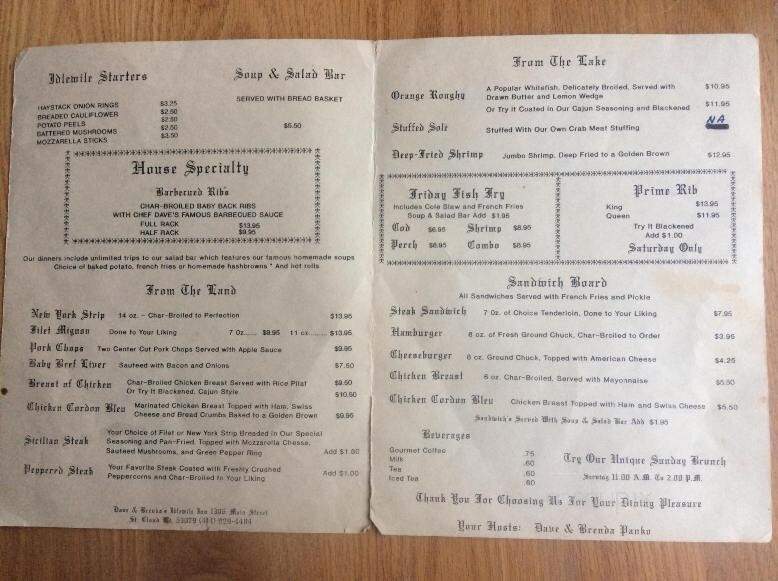 Idlewile Starters
HAYSTACK ONION RINGS $3.25
BREADED CAULIFLOWER $2.50
POTATO PEELS $2.50
BATTERED MUSHROOMS $2.50
MOZZARELLA STICKS $3.50
Soup & Salad Bar
SERVED WITH BREAD BASKET
$5.50
House Specialty
Barbecued Ribs
CHAR-BROILED BABY BACK RIBS
WITH CHEF DAVE'S FAMOUS BARBECUED SAUCE
FULL RACK $13.95
HALF RACK $9.95
Our dinners include unlimited trips to our salad bar which features our famous homemade soups
Choice of baked potato, french fries or homemade hashbrowns * And hot rolls
From The Land
New York Strip 14 oz. - Char-Broiled to Perfection $13.95
Filet Mignon Done to Your Liking 7 Oz...... $9.95 11 oz........ $13.95
Pork Chops Two Center Cut Pork Chops Served with Apple Sauce $9.95
Baby Beef Liver Sauteed with Bacon and Onions $7.50
Breast of Chicken Char-Broiled Chicken Breast Served with Rice Pilaf $9.50
Or Try It Blackened, Cajun Style $10.50
Chicken Cordon Bleu Marinated Chicken Breast Topped with Ham, Swiss
Cheese and Bread Crumbs Baked to a Golden Brown $9.95
Sicilian Steak Your Choice of Filet or New York Strip Breaded in Our Special
Seasoning and Pan-Fried. Topped with Mozzarella Cheese,
Sauteed Mushrooms, and Green Pepper Ring Add $1.00
Peppered Steak Your Favorite Steak Coated with Freshly Crushed
Peppercorns and Char-Broiled to Your Liking Add $1.00
Dave & Brenda's Idlewile Inn Main Street
St. Cloud
From The Lake
Orange Roughy A Popular Whitefish, Delicately Broiled, Served with
Drawn Butter and Lemon Wedge $10.95
Or Try It Coated in Our Cajun Seasoning and Blackened $11.95
Stuffed Sole Stuffed With Our Own Crab Meat Stuffing NA
Deep-Fried Shrimp Jumbo Shrimp, Deep Fried to a Golden Brown $12.95
Friday Fish Fry
Includes Cole Slaw and French Fries
Soup & Salad Bar Add $1.95
Cod $6.95 Shrimp $8.95
Perch $8.95 Combo $8.95
Prime Rib
King $13.95
Queen $11.95
Try It Blackened
Add $1.00
Saturday Only
Sandwich Board
All Sandwiches Served with French Fries and Pickle
Steak Sandwich 7 Oz. of Choice Tenderloin, Done to Your Liking $7.95
Hamburger 6 oz. of Fresh Ground Chuck, Char-Broiled to Order $3.95
Cheeseburger 6 oz. Ground Chuck, Topped with American Cheese $4.25
Chicken Breast 6 oz. Char-Broiled, Served with Mayonnaise $5.50
Chicken Cordon Bleu Chicken Breast Topped with Ham and Swiss Cheese $5.50
Sandwich's Served With Soup & Salad Bar Add $1.95
Beverages
Gourmet Coffee .75
Milk .60
Tea .60
Iced Tea .80
Try Our Unique Sunday Brunch
Serving 11:00 A.M. To 2:00 P.M.
Thank You For Choosing Us For Your Dining Pleasure
Your Hosts: Dave & Brenda Panko